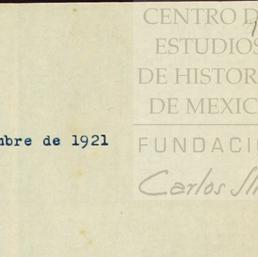 CENTRO D
ESTUDIOS
DE HISTOR
DE MEXIC
FUNDACI
Carlos Sli
mbre de 1921